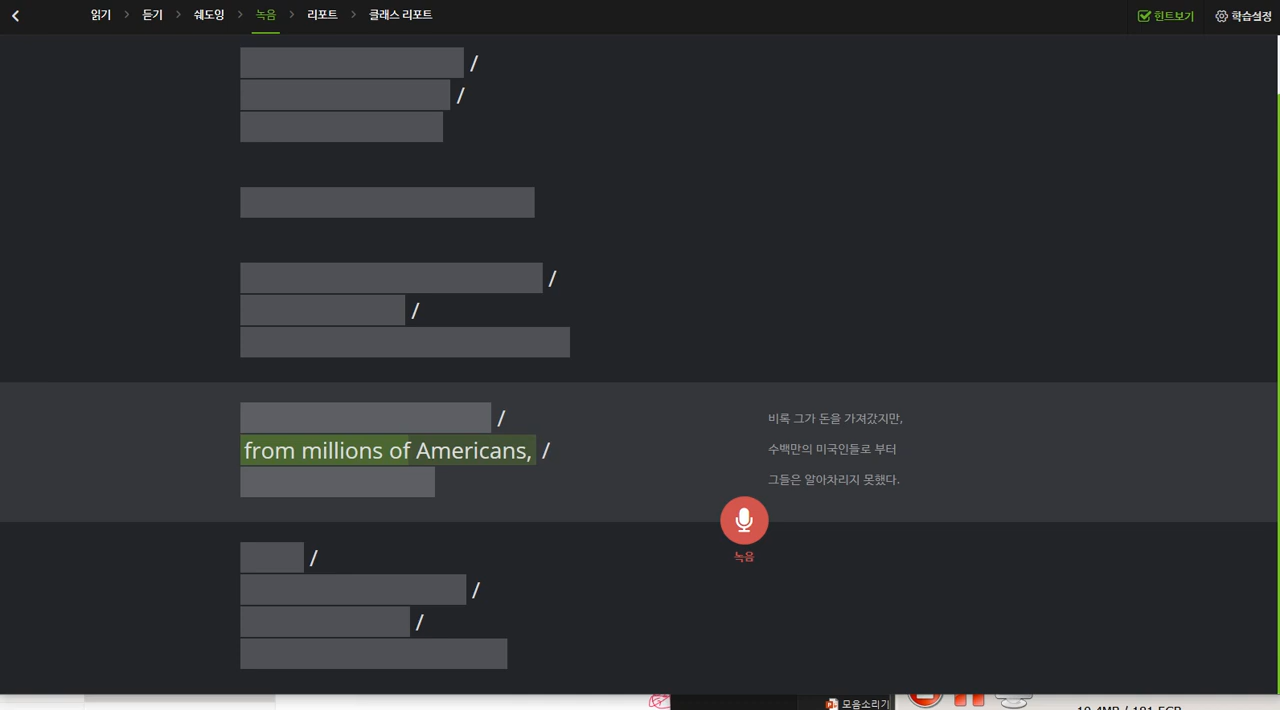 읽기 > 듣기 > 쉐도잉 > 녹음 > 리포트 > 클래스 리포트
힌트보기
학습설정
/
/
/
/
/
from millions of Americans, /
비록 그가 돈을 가져갔지만,
수백만의 미국인들로 부터
그들은 알아차리지 못했다.
녹음
/
/
/
모음소리기